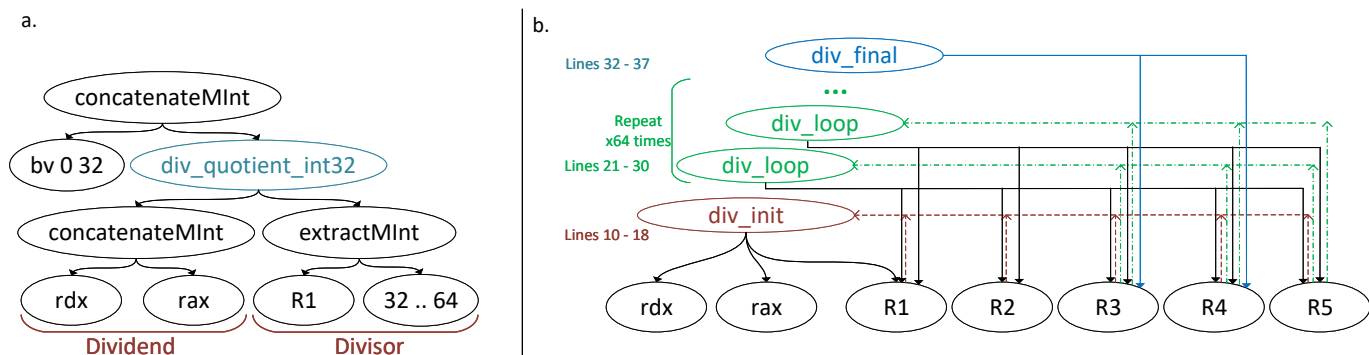 a.
concatenateMInt
bv 0 32
div_quotient_int32
concatenateMInt
extractMInt
rdx
rax
R1
32 .. 64
Dividend
Divisor
b.
Lines 32 - 37
div_final
...
Repeat
x64 times
div_loop
Lines 21 - 30
div_loop
div_init
Lines 10 - 18
rdx
rax
R1
R2
R3
R4
R5